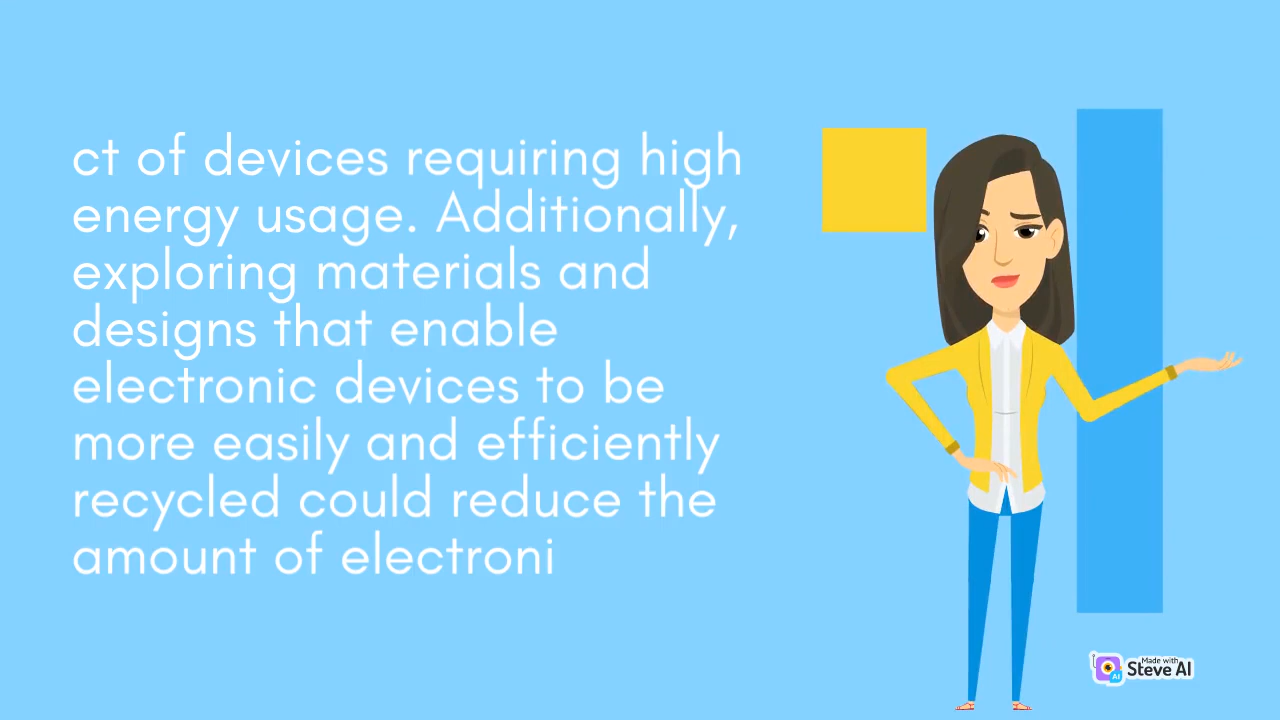 ct of devices requiring high
energy usage. Additionally,
exploring materials and
designs that enable
electronic devices to be
more easily and efficiently
recycled could reduce the
amount of electroni
Made with
Steve AI
AI